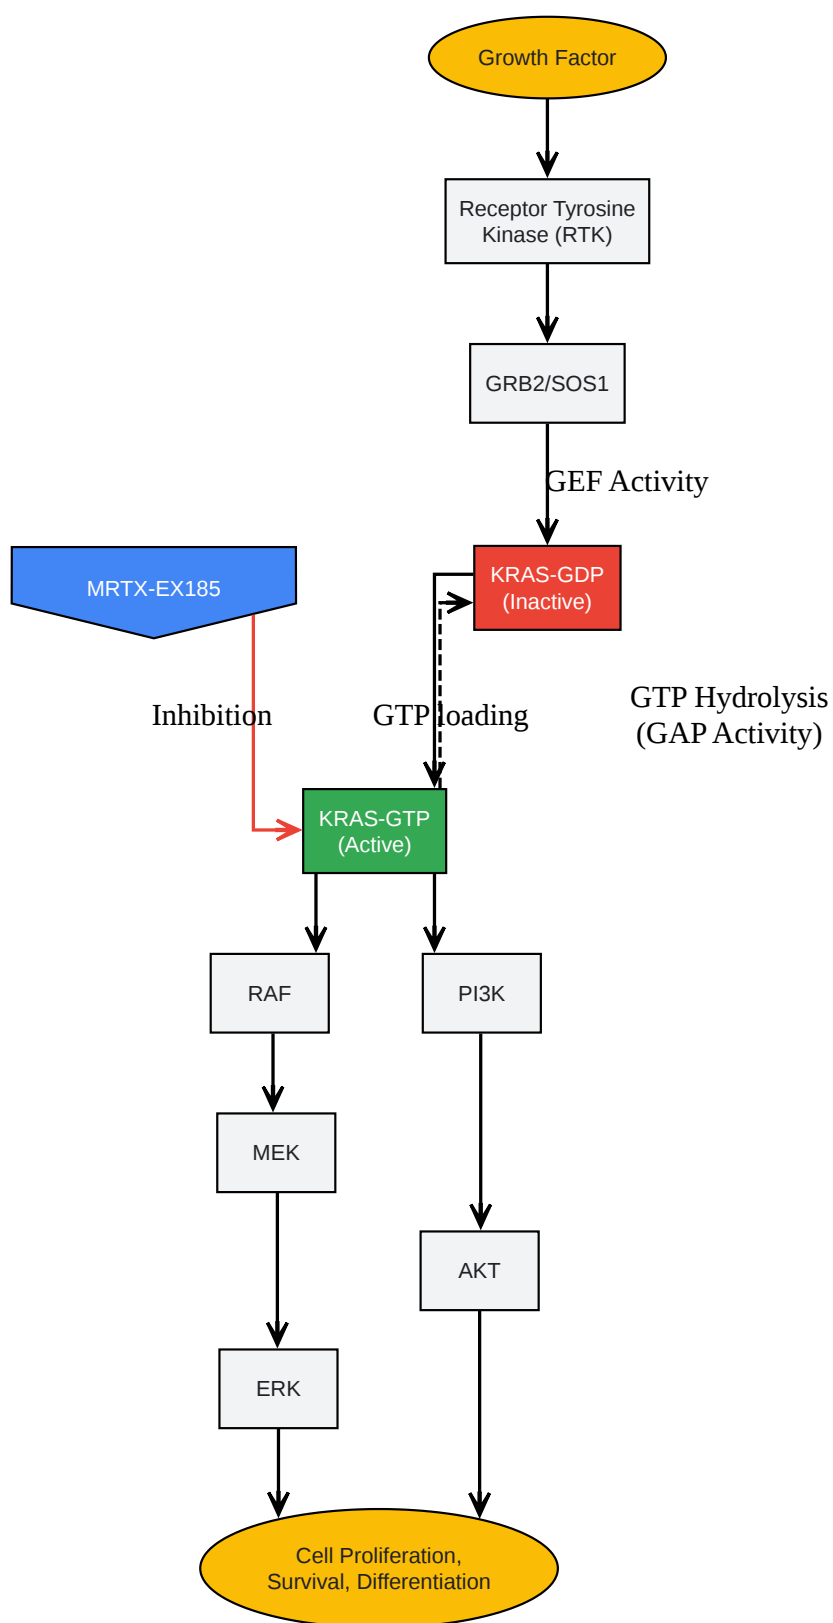 Growth Factor
Receptor Tyrosine
Kinase (RTK)
GRB2/SOS1
GEF Activity
MRTX-EX185
KRAS-GDP
(Inactive)
Inhibition
GTP loading
GTP Hydrolysis
(GAP Activity)
KRAS-GTP
(Active)
RAF
PI3K
MEK
AKT
ERK
Cell Proliferation,
Survival, Differentiation